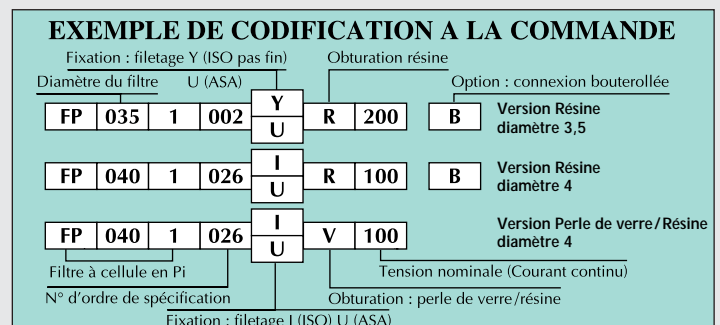 EXEMPLE DE CODIFICATION A LA COMMANDE
Fixation : filetage Y (ISO pas fin)
Obturation résine
Diamètre du filtre
U (ASA)
Option : connexion bouterollée
FP 035 1 002 Y U R 200 B
Version Résine
diamètre 3,5
FP 040 1 026 I U R 100 B
Version Résine
diamètre 4
FP 040 1 026 I U V 100
Version Perle de verre/Résine
diamètre 4
Filtre à cellule en Pi
Tension nominale (Courant continu)
N° d'ordre de spécification
Obturation : perle de verre/résine
Fixation : filetage I (ISO) U (ASA)